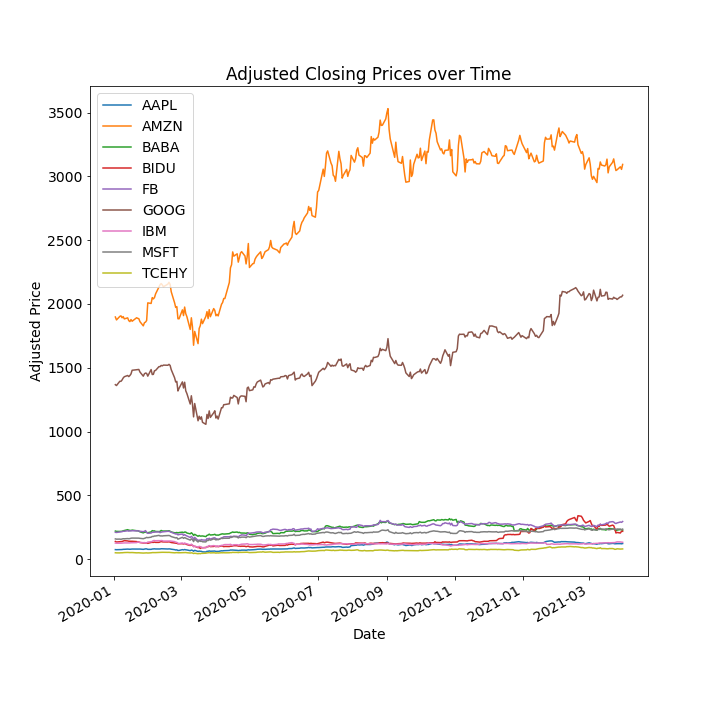 Adjusted Closing Prices over Time
AAPL
AMZN
BABA
BIDU
FB
GOOG
IBM
MSFT
TCEHY
Adjusted Price
3500
3000
2500
2000
1500
1000
500
0
2020-01
2020-03
2020-05
2020-07
2020-09
2020-11
2021-01
2021-03
Date